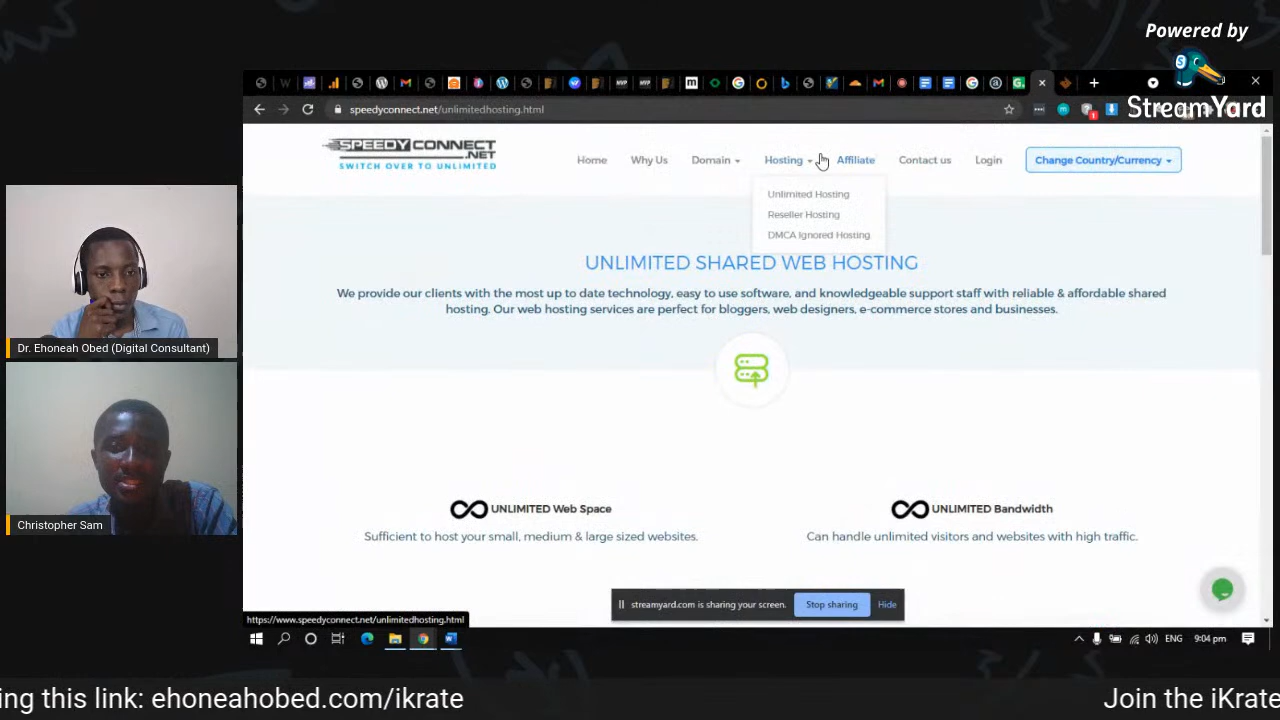 Powered by
StreamYard
speedyconnect.net/unlimitedhosting.html
SPEEDYCONNECT
.NET
SWITCH OVER TO UNLIMITED
Home
Why Us
Domain
Hosting
Affiliate
Contact us
Login
Change Country/Currency
Unlimited Hosting
Reseller Hosting
DMCA Ignored Hosting
UNLIMITED SHARED WEB HOSTING
We provide our clients with the most up to date technology, easy to use software, and knowledgeable support staff with reliable & affordable shared
hosting. Our web hosting services are perfect for bloggers, web designers, e-commerce stores and businesses.
UNLIMITED Web Space
Sufficient to host your small, medium & large sized websites.
UNLIMITED Bandwidth
Can handle unlimited visitors and websites with high traffic.
Dr. Ehoneah Obed (Digital Consultant)
Christopher Sam
streamyard.com is sharing your screen.
Stop sharing
Hide
https://www.speedyconnect.net/unlimitedhosting.html
ENG
9:04 pm
ing this link: ehoneahobed.com/ikrate
Join the iKrate